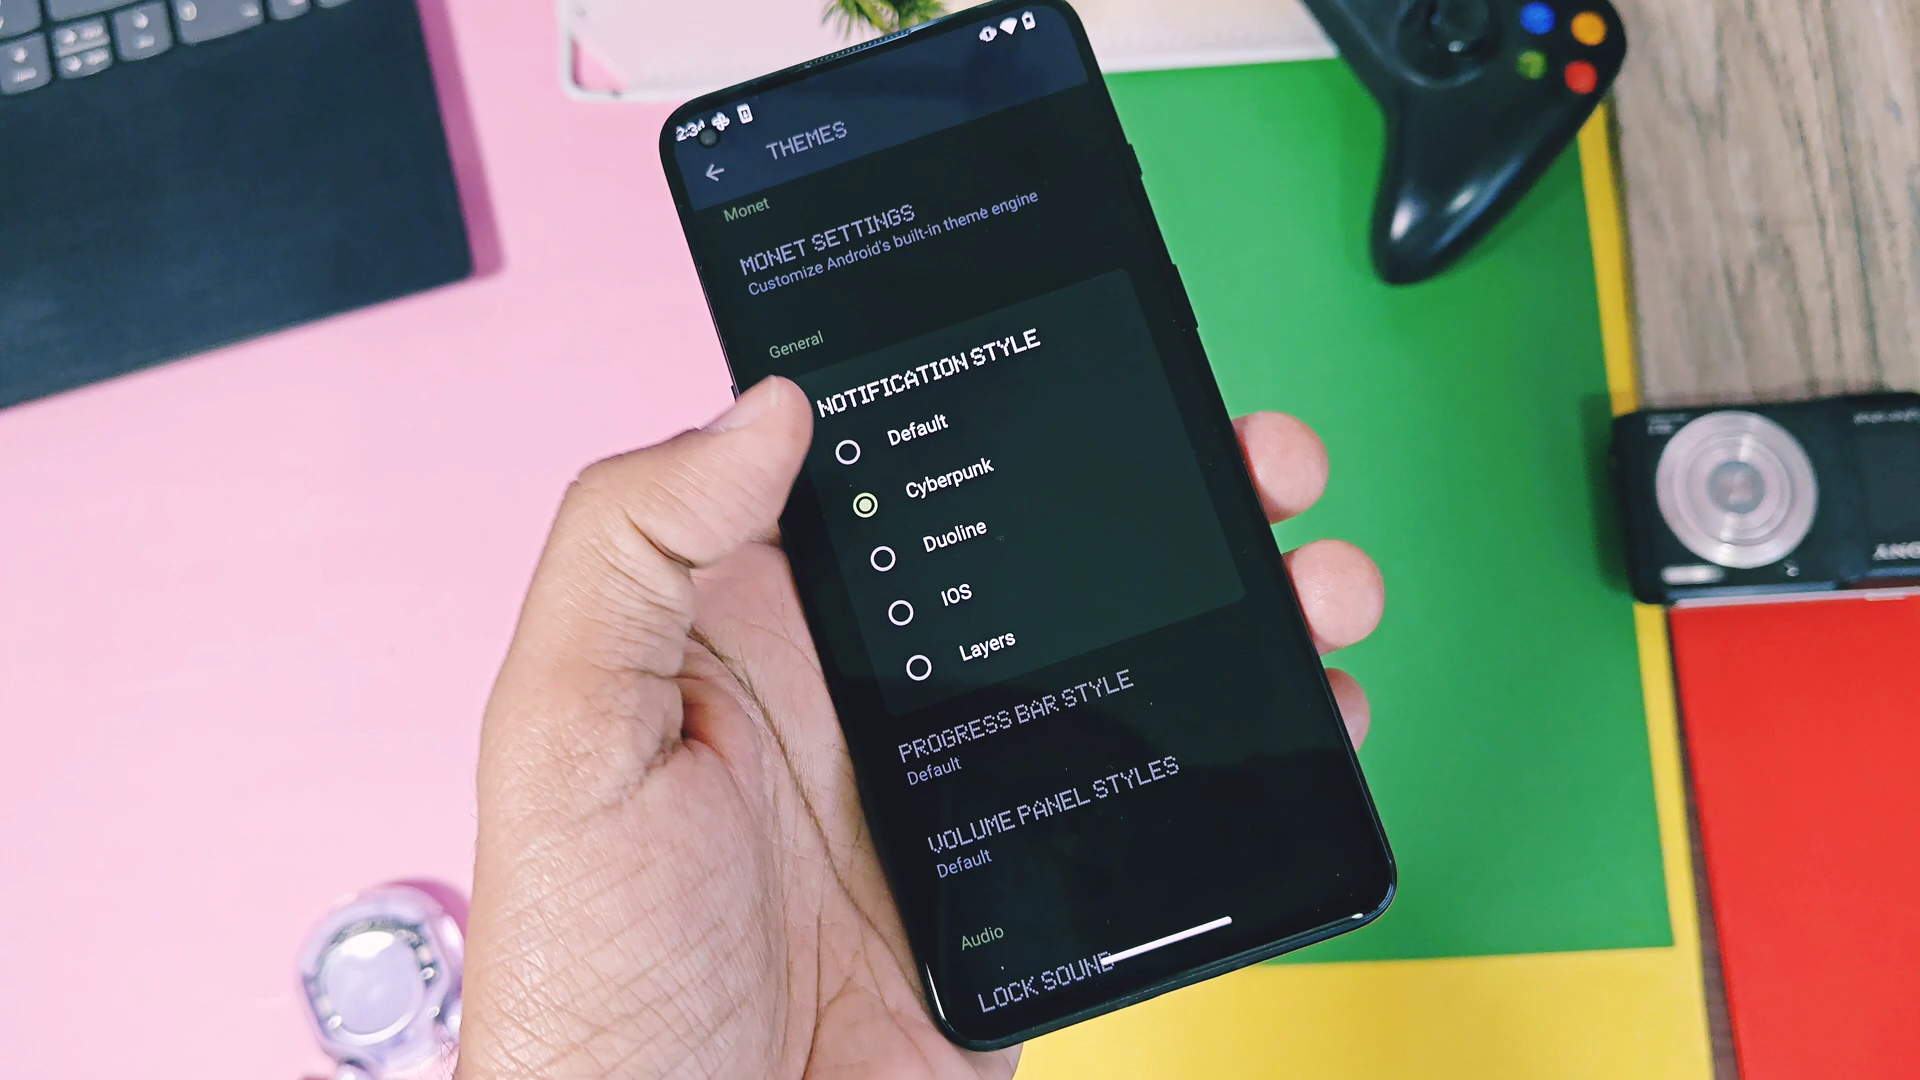 2:34
THEMES
Monet
MONET SETTINGS
Customize Android's built-in theme engine
General
NOTIFICATION STYLE
Default
Cyberpunk
Duoline
IOS
Layers
PROGRESS BAR STYLE
Default
VOLUME PANEL STYLES
Default
Audio
LOCK SOUND
SONY